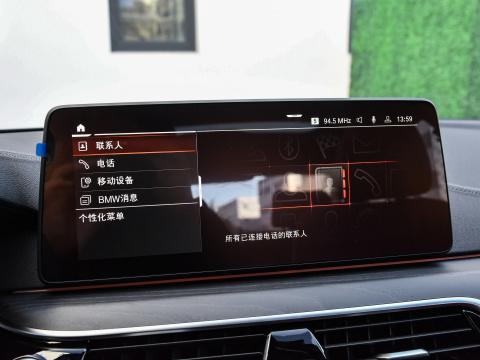 S 94.5 MHz 13:59
联系人
电话
移动设备
BMW消息
个性化菜单
所有已连接电话的联系人